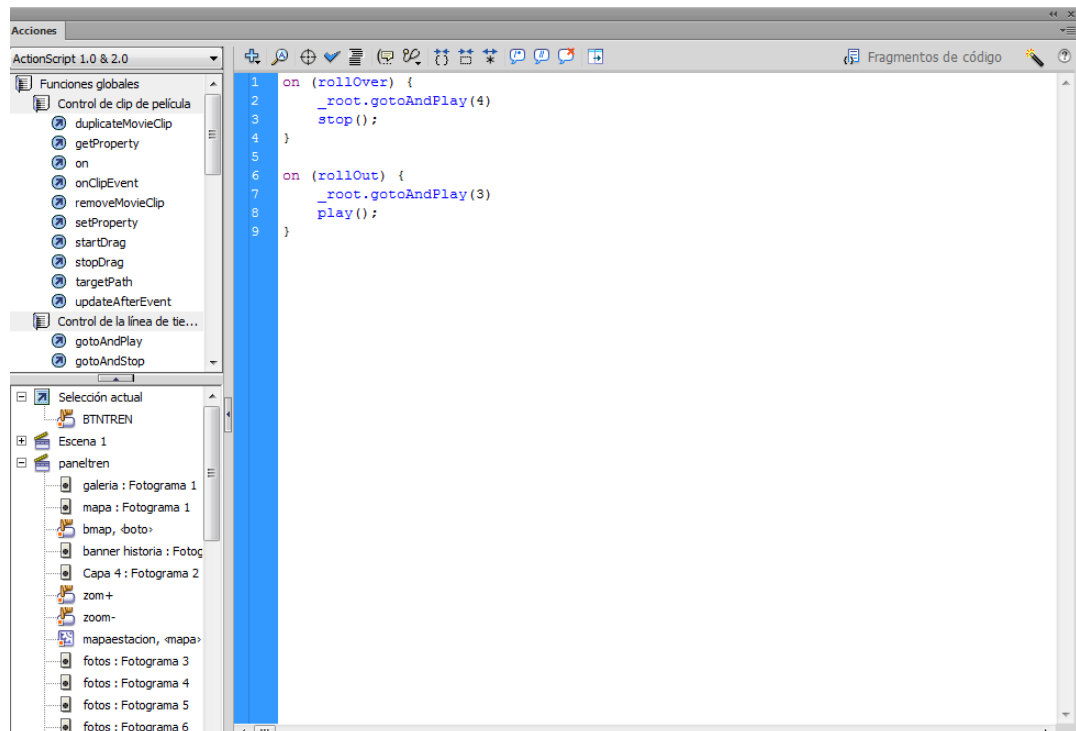 Acciones
ActionScript 1.0 & 2.0
Fragmentos de código
Funciones globales
Control de clip de película
duplicateMovieClip
getProperty
on
onClipEvent
removeMovieClip
setProperty
startDrag
stopDrag
targetPath
updateAfterEvent
Control de la línea de tie...
gotoAndPlay
gotoAndStop
Selección actual
BTNTREN
Escena 1
paneltren
galeria : Fotograma 1
mapa : Fotograma 1
bmap, <boto>
banner historia : Fotog
Capa 4 : Fotograma 2
zom+
zoom-
mapaestacion, <mapa>
fotos : Fotograma 3
fotos : Fotograma 4
fotos : Fotograma 5
fotos : Fotograma 6
1 on (rollOver) {
2 _root.gotoAndPlay(4)
3 stop();
4 }
5
6 on (rollOut) {
7 _root.gotoAndPlay(3)
8 play();
9 }